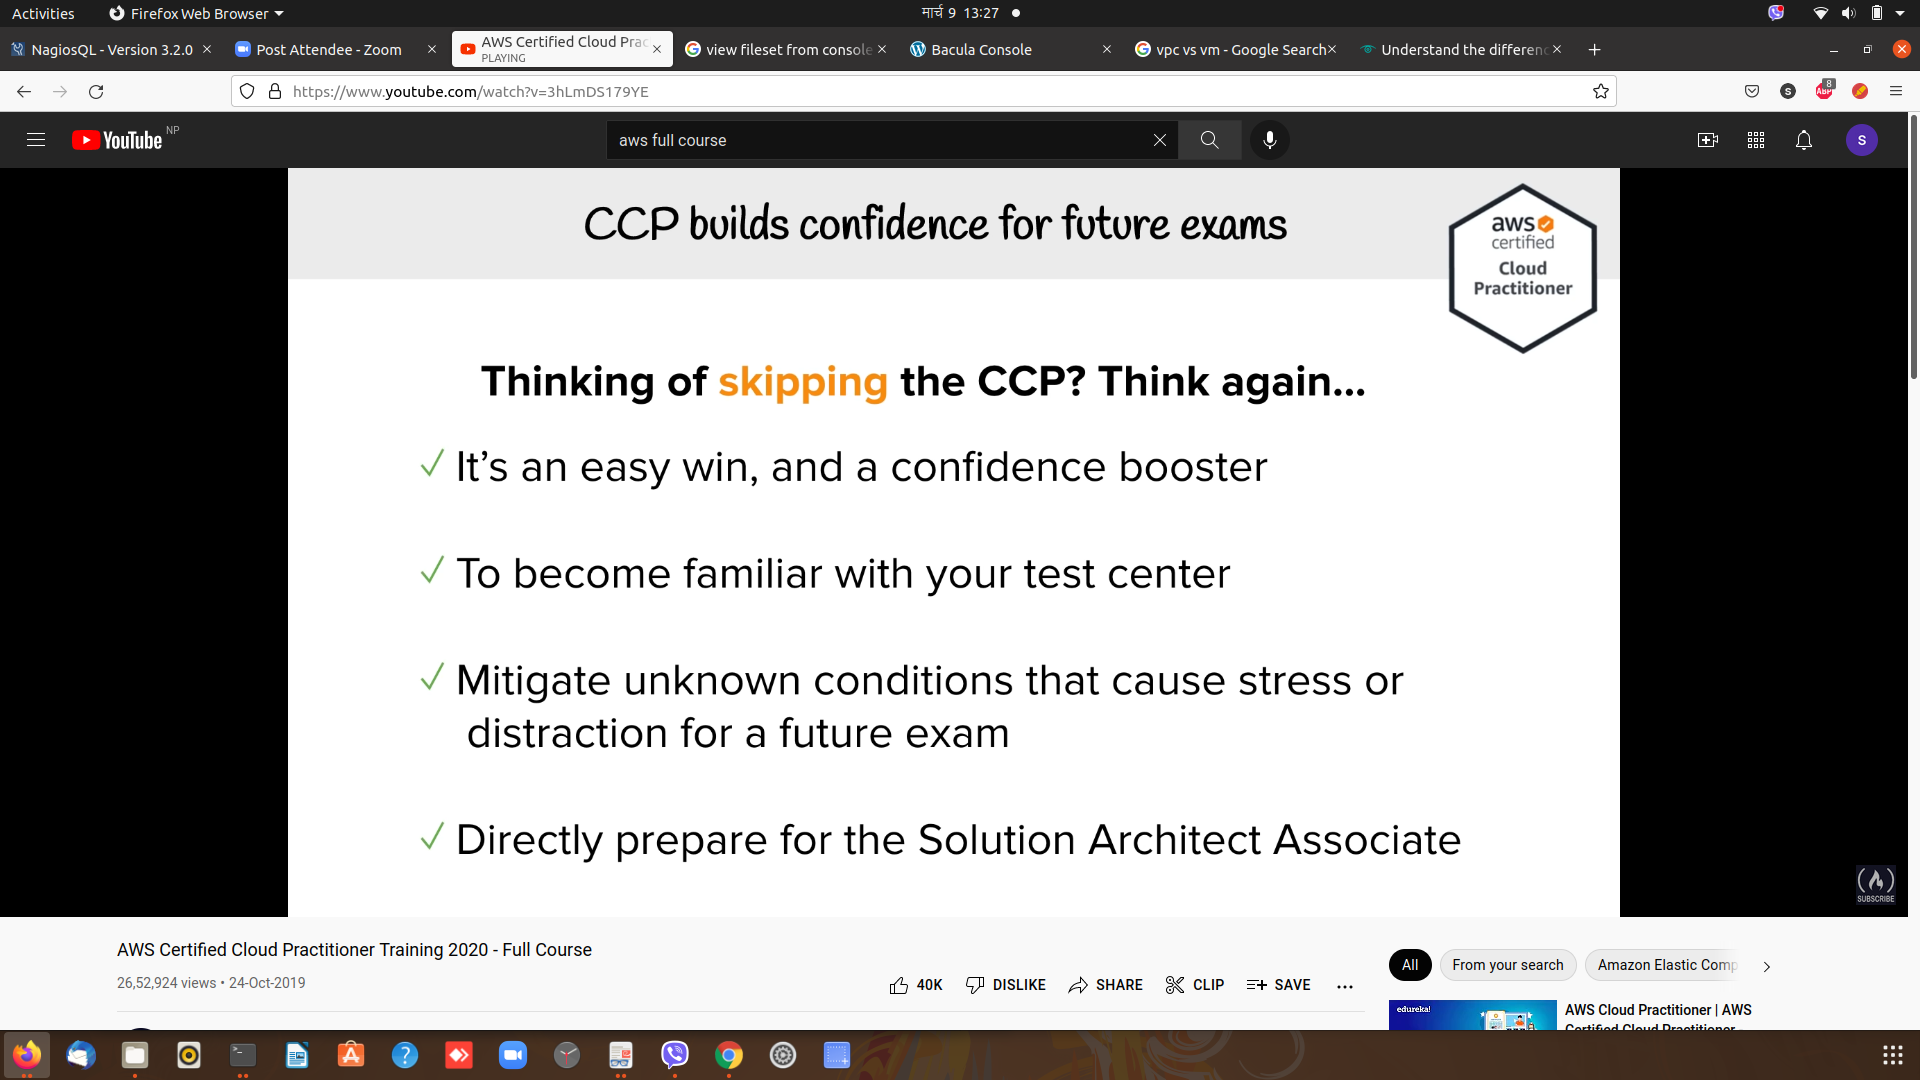 Activities
Firefox Web Browser
मार्च 9 13:27
NagiosQL - Version 3.2.0
Post Attendee - Zoom
AWS Certified Cloud Prac
PLAYING
view fileset from console
Bacula Console
vpc vs vm - Google Search
Understand the differenc
https://www.youtube.com/watch?v=3hLmDS179YE
S
ABP
8
YouTube
NP
aws full course
S
CCP builds confidence for future exams
aws
certified
Cloud
Practitioner
Thinking of skipping the CCP? Think again...
It's an easy win, and a confidence booster
To become familiar with your test center
Mitigate unknown conditions that cause stress or
distraction for a future exam
Directly prepare for the Solution Architect Associate
SUBSCRIBE
AWS Certified Cloud Practitioner Training 2020 - Full Course
26,52,924 views • 24-Oct-2019
40K
DISLIKE
SHARE
CLIP
SAVE
All
From your search
Amazon Elastic Comp
edureka!
AWS Cloud Practitioner | AWS
Certified Cloud Practitioner